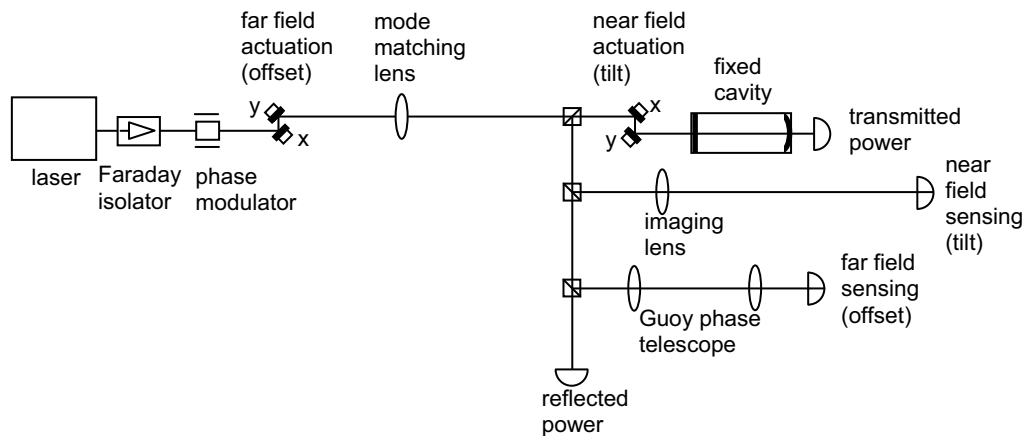 far field
actuation
(offset)
mode
matching
lens
near field
actuation
(tilt)
fixed
cavity
y
x
x
y
transmitted
power
laser
Faraday
isolator
phase
modulator
imaging
lens
near
field
sensing
(tilt)
Guoy phase
telescope
far field
sensing
(offset)
reflected
power